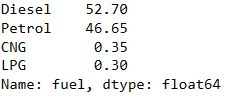 Diesel    52.70
Petrol    46.65
CNG        0.35
LPG        0.30
Name: fuel, dtype: float64